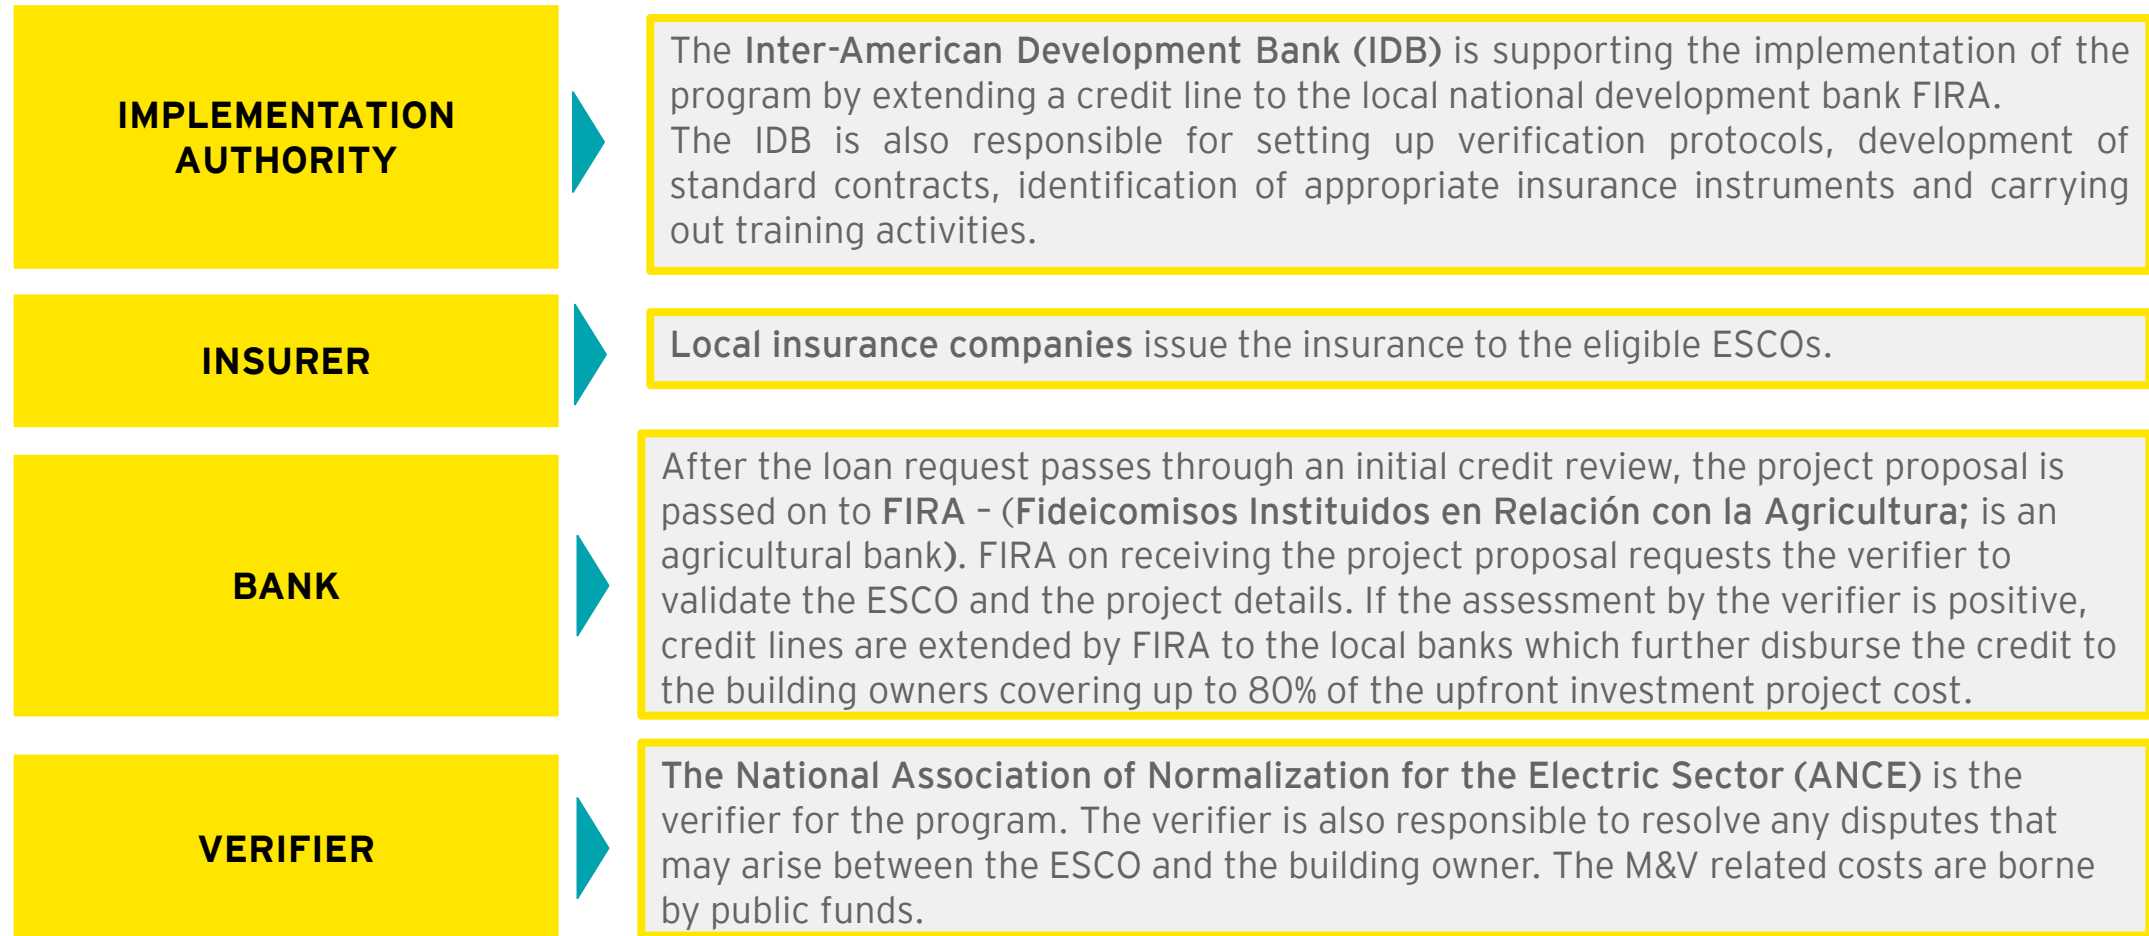 IMPLEMENTATION
AUTHORITY
The Inter-American Development Bank (IDB) is supporting the implementation of the
program by extending a credit line to the local national development bank FIRA.
The IDB is also responsible for setting up verification protocols, development of
standard contracts, identification of appropriate insurance instruments and carrying
out training activities.
INSURER
Local insurance companies issue the insurance to the eligible ESCOs.
BANK
After the loan request passes through an initial credit review, the project proposal is
passed on to FIRA – (Fideicomisos Instituidos en Relación con la Agricultura; is an
agricultural bank). FIRA on receiving the project proposal requests the verifier to
validate the ESCO and the project details. If the assessment by the verifier is positive,
credit lines are extended by FIRA to the local banks which further disburse the credit to
the building owners covering up to 80% of the upfront investment project cost.
VERIFIER
The National Association of Normalization for the Electric Sector (ANCE) is the
verifier for the program. The verifier is also responsible to resolve any disputes that
may arise between the ESCO and the building owner. The M&V related costs are borne
by public funds.